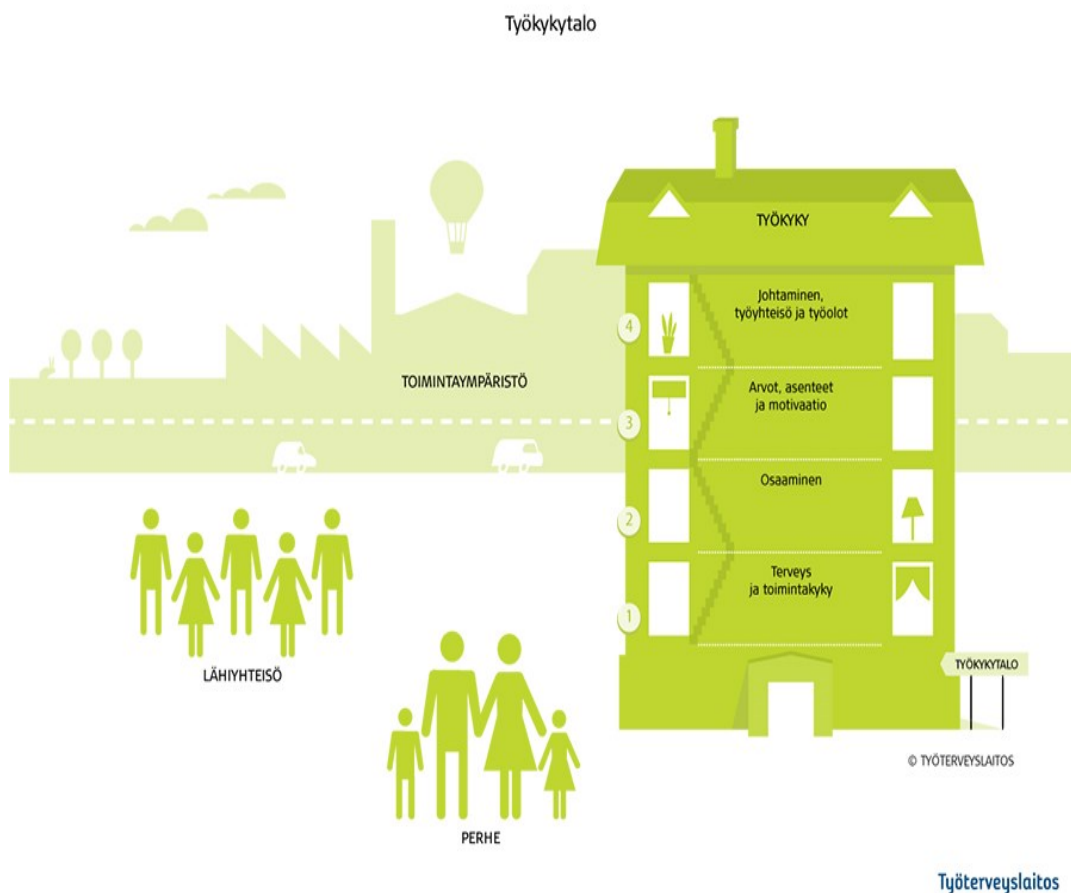 Työkykytalo
TYÖKYKY
4
Johtaminen,
työyhteisö ja työolot
TOIMINTAYMPÄRISTÖ
3
Arvot, asenteet
ja motivaatio
2
Osaaminen
1
Terveys
ja toimintakyky
LÄHIYHTEISÖ
TYÖKYKYTALO
© TYÖTERVEYSLAITOS
PERHE
Työterveyslaitos